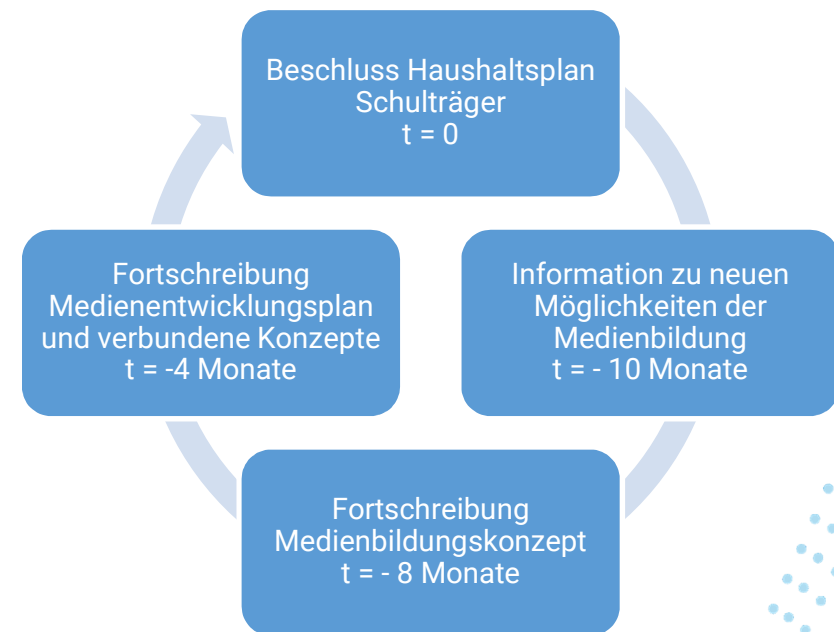 Beschluss Haushaltsplan
Schulträger
t = 0
Information zu neuen
Möglichkeiten der
Medienbildung
t = - 10 Monate
Fortschreibung
Medienbildungskonzept
t = - 8 Monate
Fortschreibung
Medienentwicklungsplan
und verbundene Konzepte
t = -4 Monate